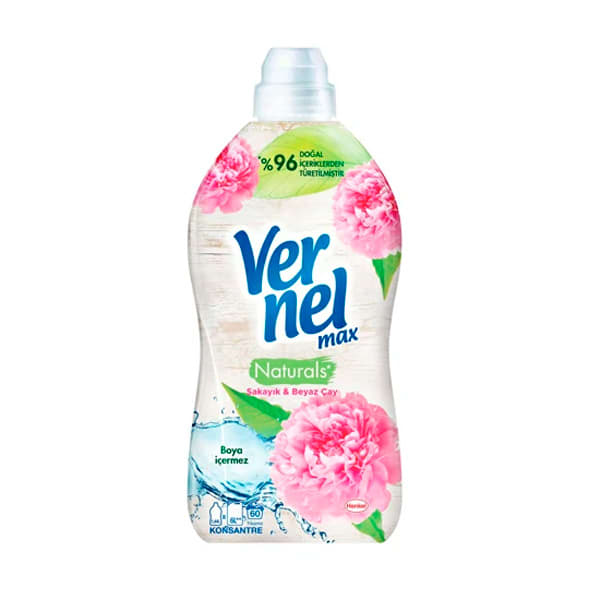 *%96 DOĞAL
İÇERİKLERDEN
TÜRETİLMİŞTİR
Ver
nel
max
Naturals*
Şakayık & Beyaz Çay
Boya
içermez
60
KONSANTRE
Henkel